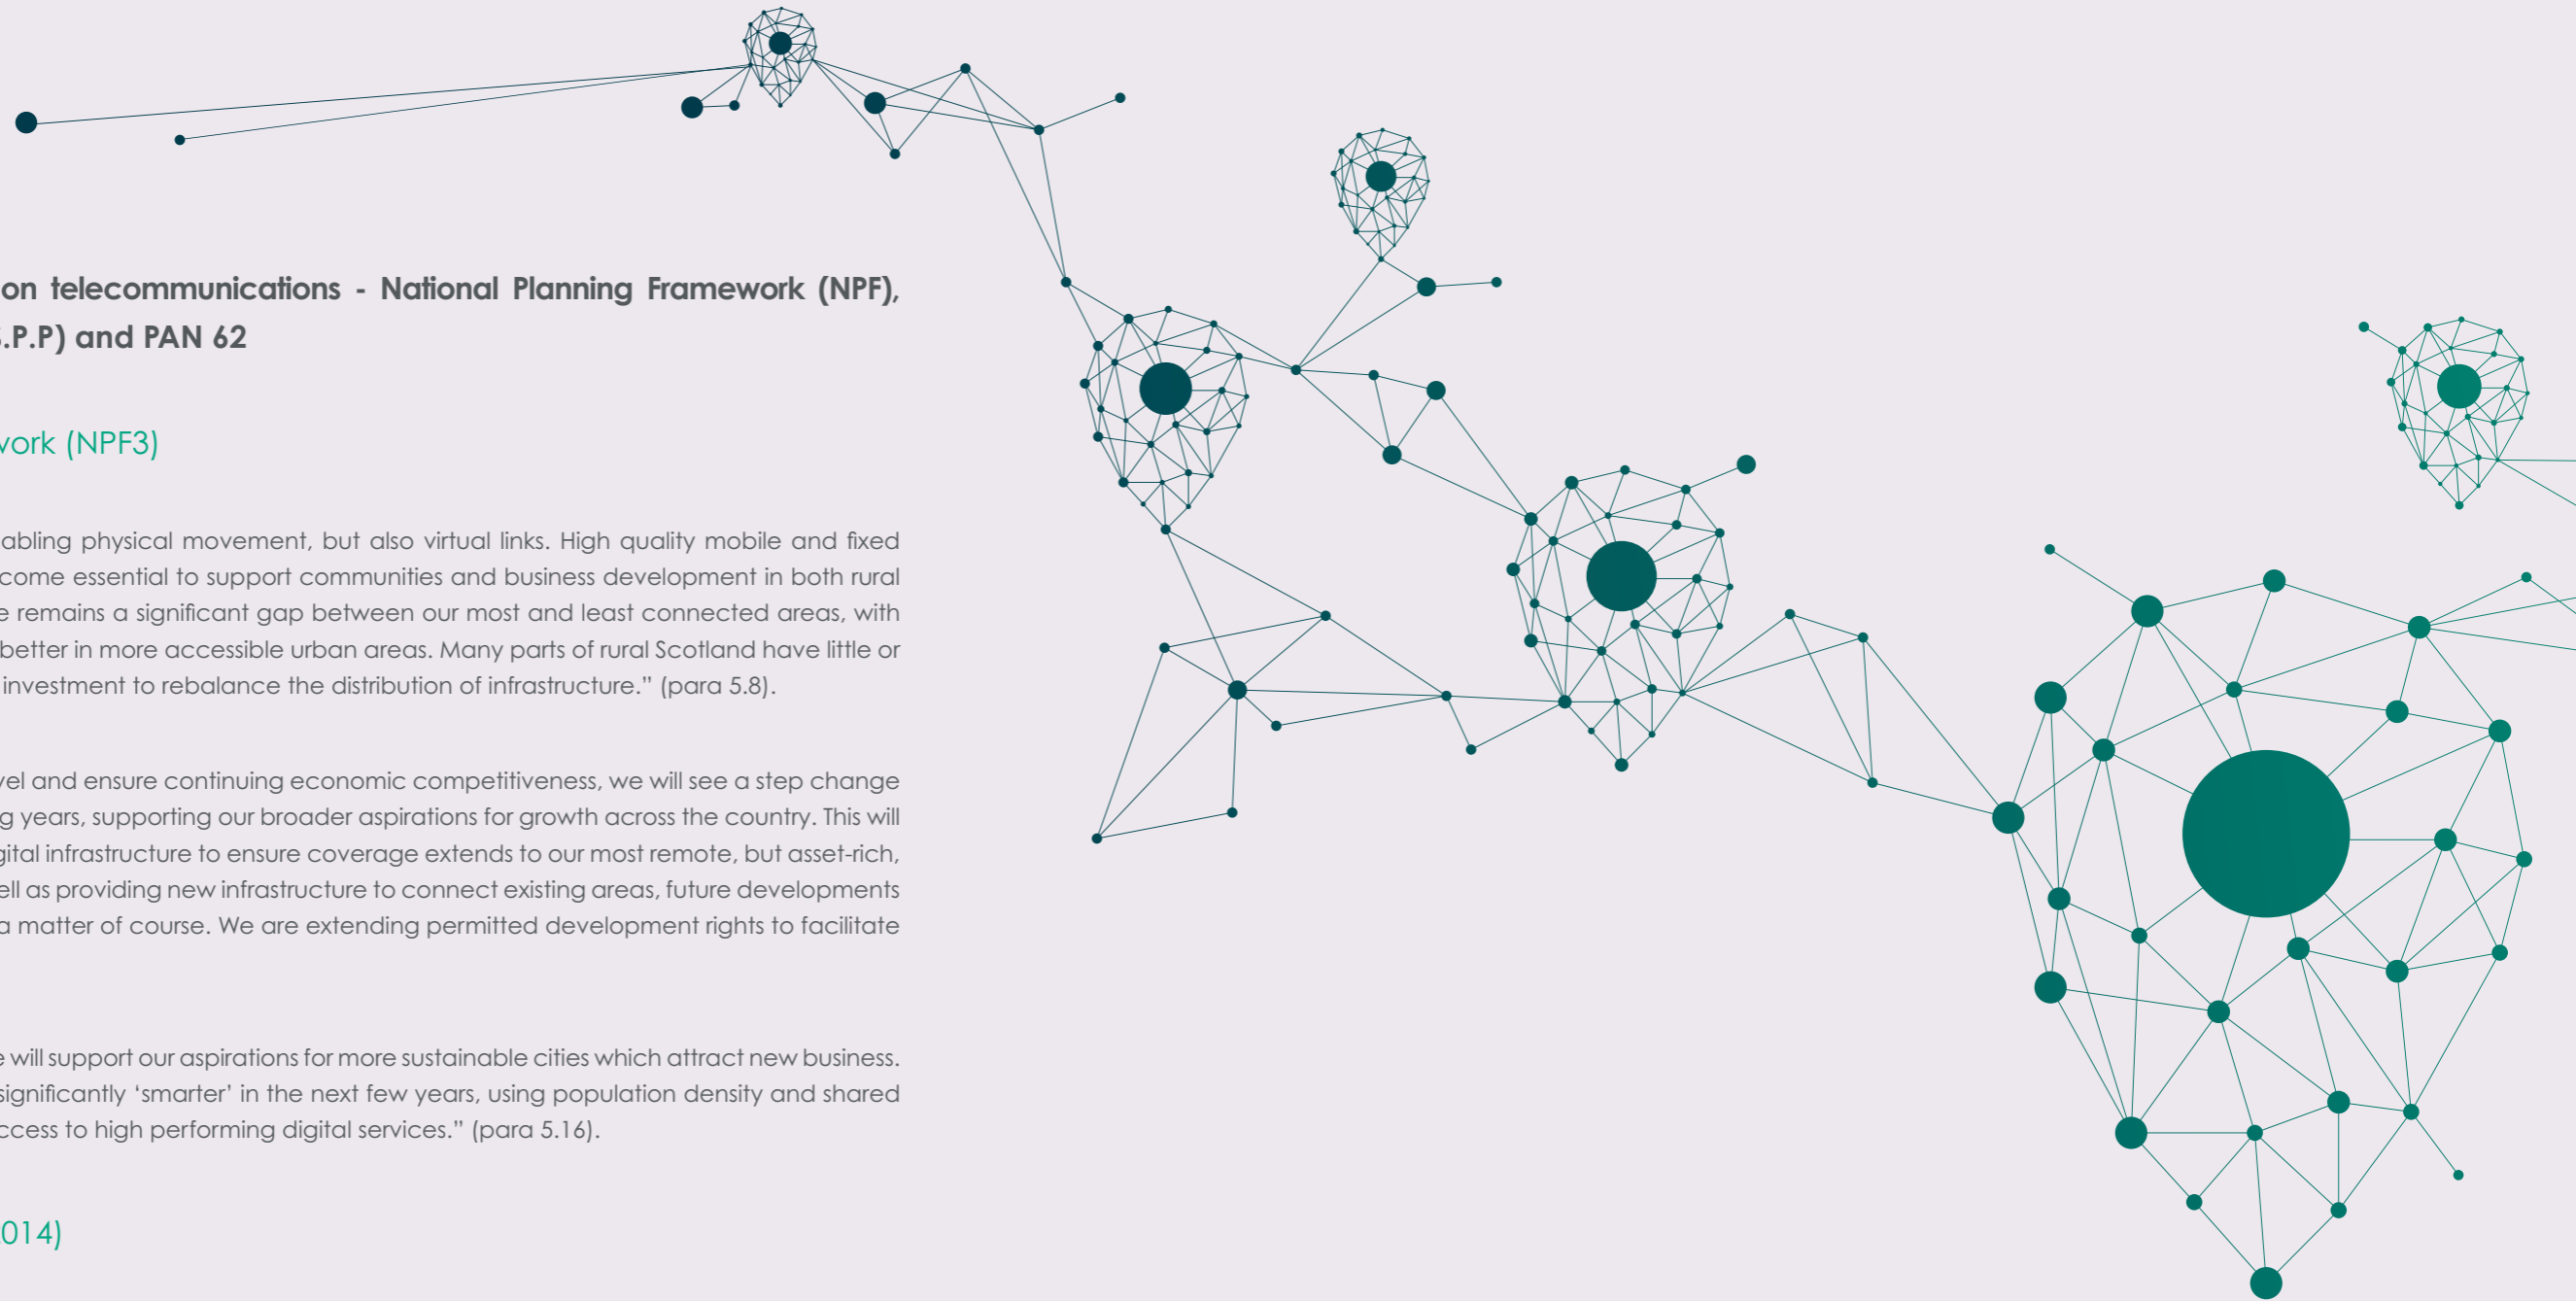 on telecommunications - National Planning Framework (NPF),
S.P.P) and PAN 62
work (NPF3)
abling physical movement, but also virtual links. High quality mobile and fixed
come essential to support communities and business development in both rural
e remains a significant gap between our most and least connected areas, with
better in more accessible urban areas. Many parts of rural Scotland have little or
investment to rebalance the distribution of infrastructure.” (para 5.8).
vel and ensure continuing economic competitiveness, we will see a step change
g years, supporting our broader aspirations for growth across the country. This will
gital infrastructure to ensure coverage extends to our most remote, but asset-rich,
ell as providing new infrastructure to connect existing areas, future developments
a matter of course. We are extending permitted development rights to facilitate
e will support our aspirations for more sustainable cities which attract new business.
significantly ‘smarter’ in the next few years, using population density and shared
ccess to high performing digital services.” (para 5.16).
2014)